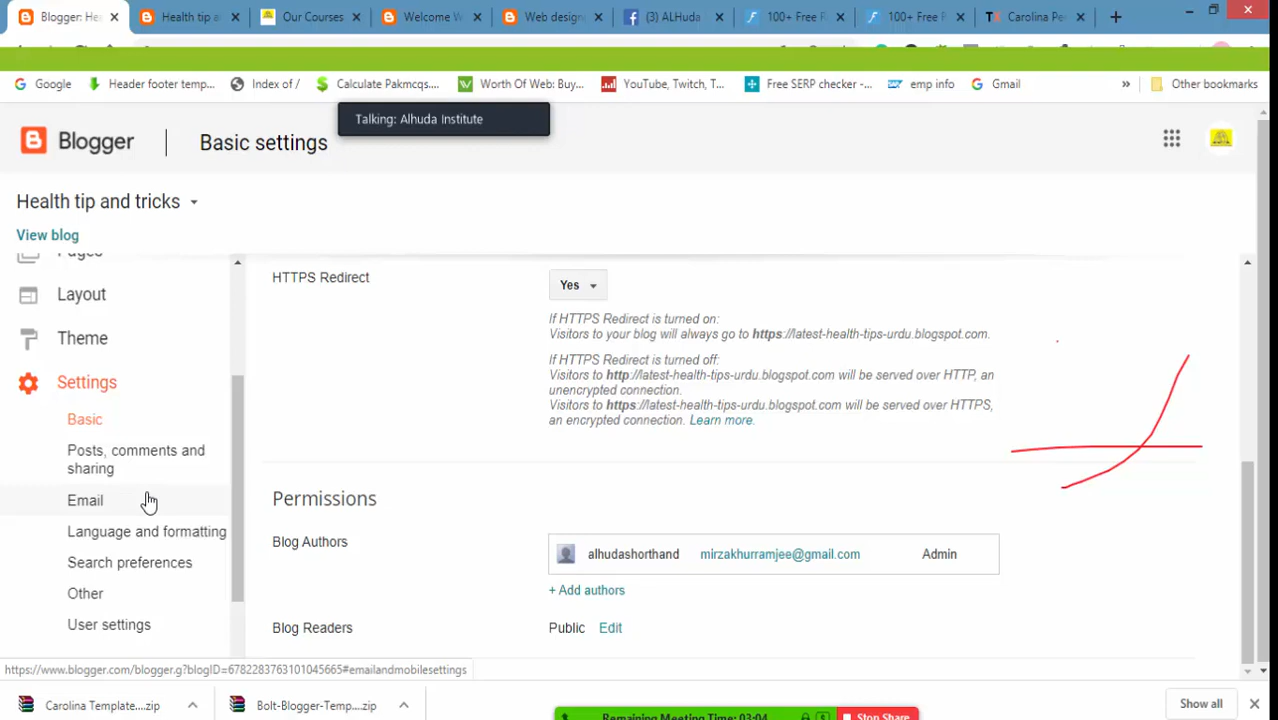 Blogger: He
Health tip a
Our Courses
Welcome W
Web design
(3) ALHuda
100+ Free R
100+ Free F
Carolina Pe
Google
Header footer temp...
Index of /
Calculate Pakmcqs....
Worth Of Web: Buy...
YouTube, Twitch, T...
Free SERP checker -...
emp info
Gmail
»
Other bookmarks
Talking: Alhuda Institute
Blogger
Basic settings
Health tip and tricks
View blog
Pages
Layout
Theme
Settings
Basic
Posts, comments and
sharing
Email
Language and formatting
Search preferences
Other
User settings
HTTPS Redirect
Yes
If HTTPS Redirect is turned on:
Visitors to your blog will always go to https://latest-health-tips-urdu.blogspot.com.
If HTTPS Redirect is turned off:
Visitors to http://latest-health-tips-urdu.blogspot.com will be served over HTTP, an
unencrypted connection.
Visitors to https://latest-health-tips-urdu.blogspot.com will be served over HTTPS,
an encrypted connection. Learn more.
Permissions
Blog Authors
alhudashorthand mirzakhurramjee@gmail.com Admin
+ Add authors
Blog Readers
Public Edit
https://www.blogger.com/blogger.g?blogID=6782283763101045665#emailandmobilesettings
Carolina Template....zip
Bolt-Blogger-Temp....zip
Show all
Remaining Meeting Time: 03:04
Stop Share